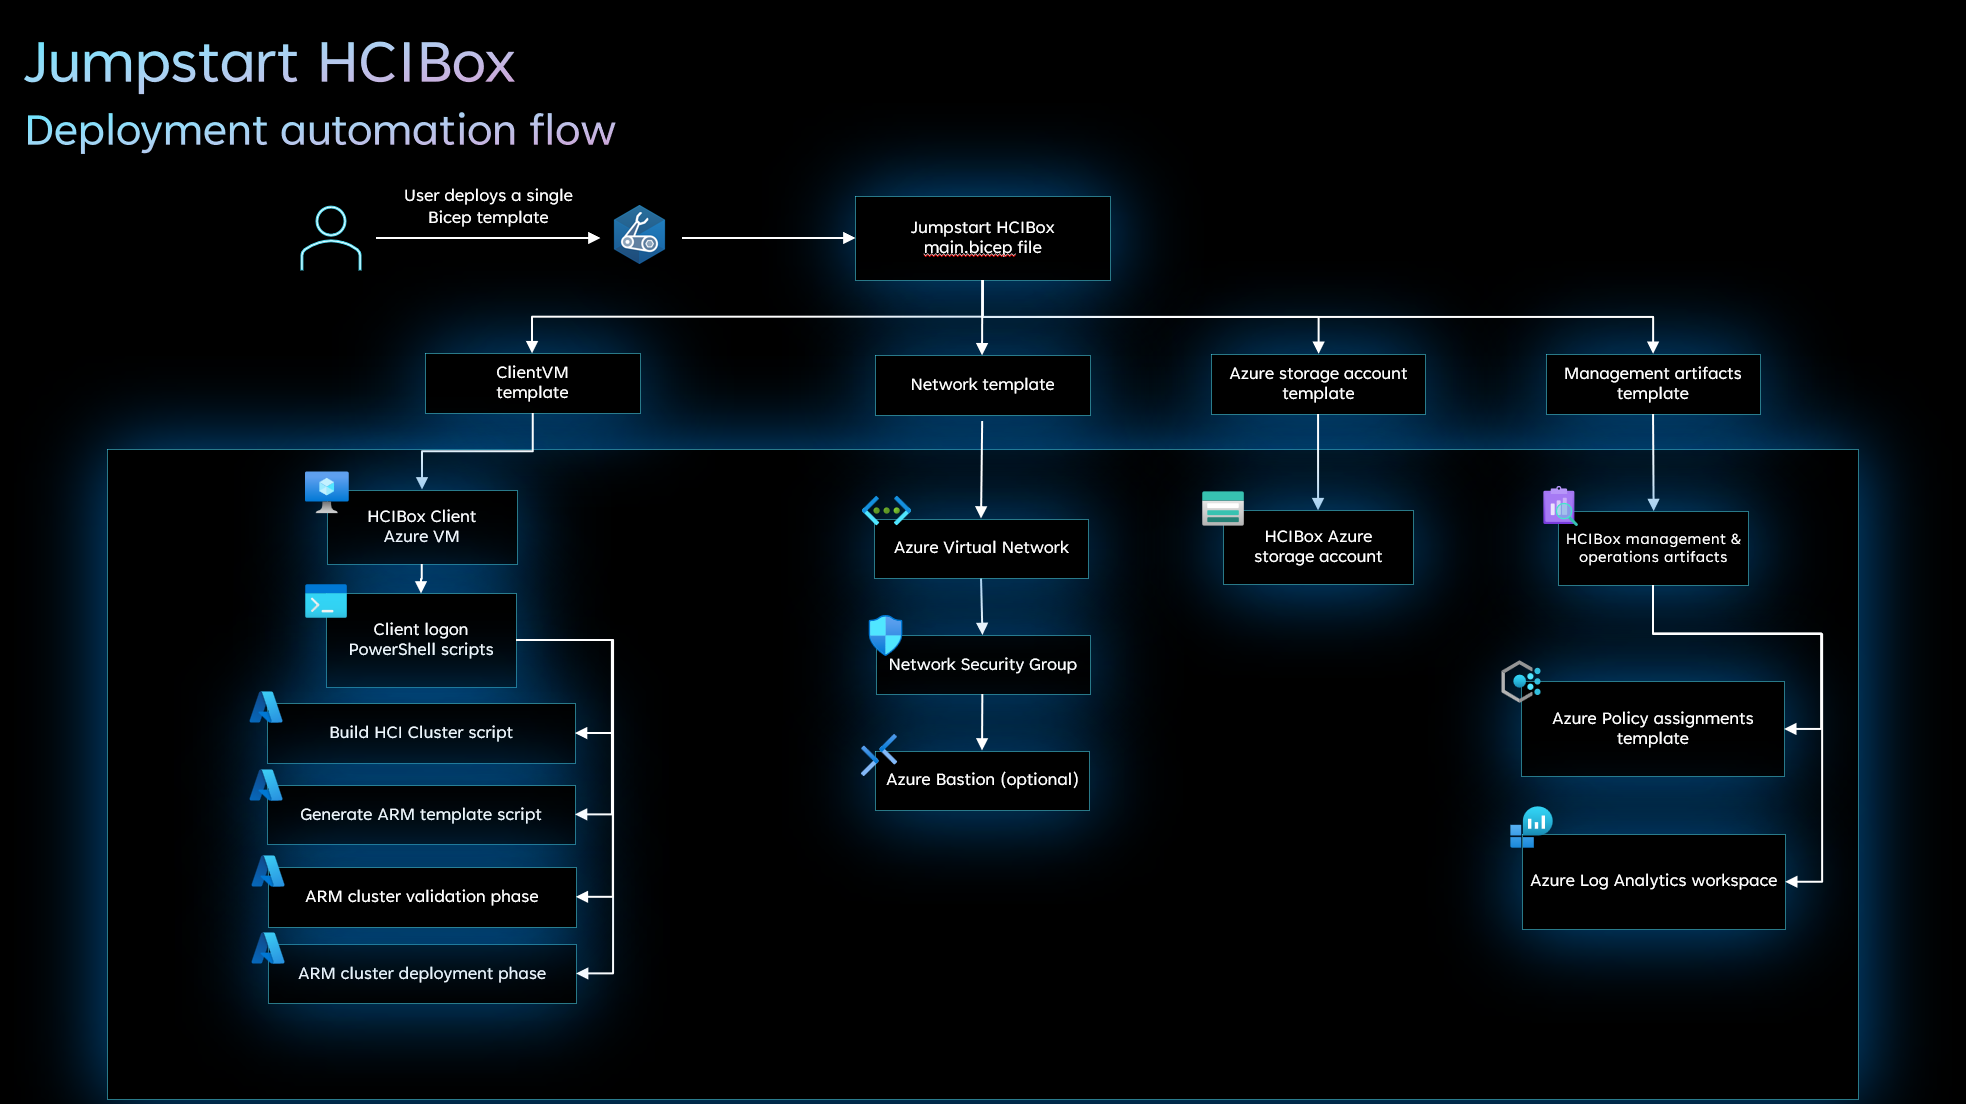 Jumpstart HCIBox
Deployment automation flow
User deploys a single
Bicep template
Jumpstart HCIBox
main.bicep file
ClientVM
template
Network template
Azure storage account
template
Management artifacts
template
HCIBox Client
Azure VM
Client logon
PowerShell scripts
Build HCI Cluster script
Generate ARM template script
ARM cluster validation phase
ARM cluster deployment phase
Azure Virtual Network
Network Security Group
Azure Bastion (optional)
HCIBox Azure
storage account
HCIBox management &
operations artifacts
Azure Policy assignments
template
Azure Log Analytics workspace